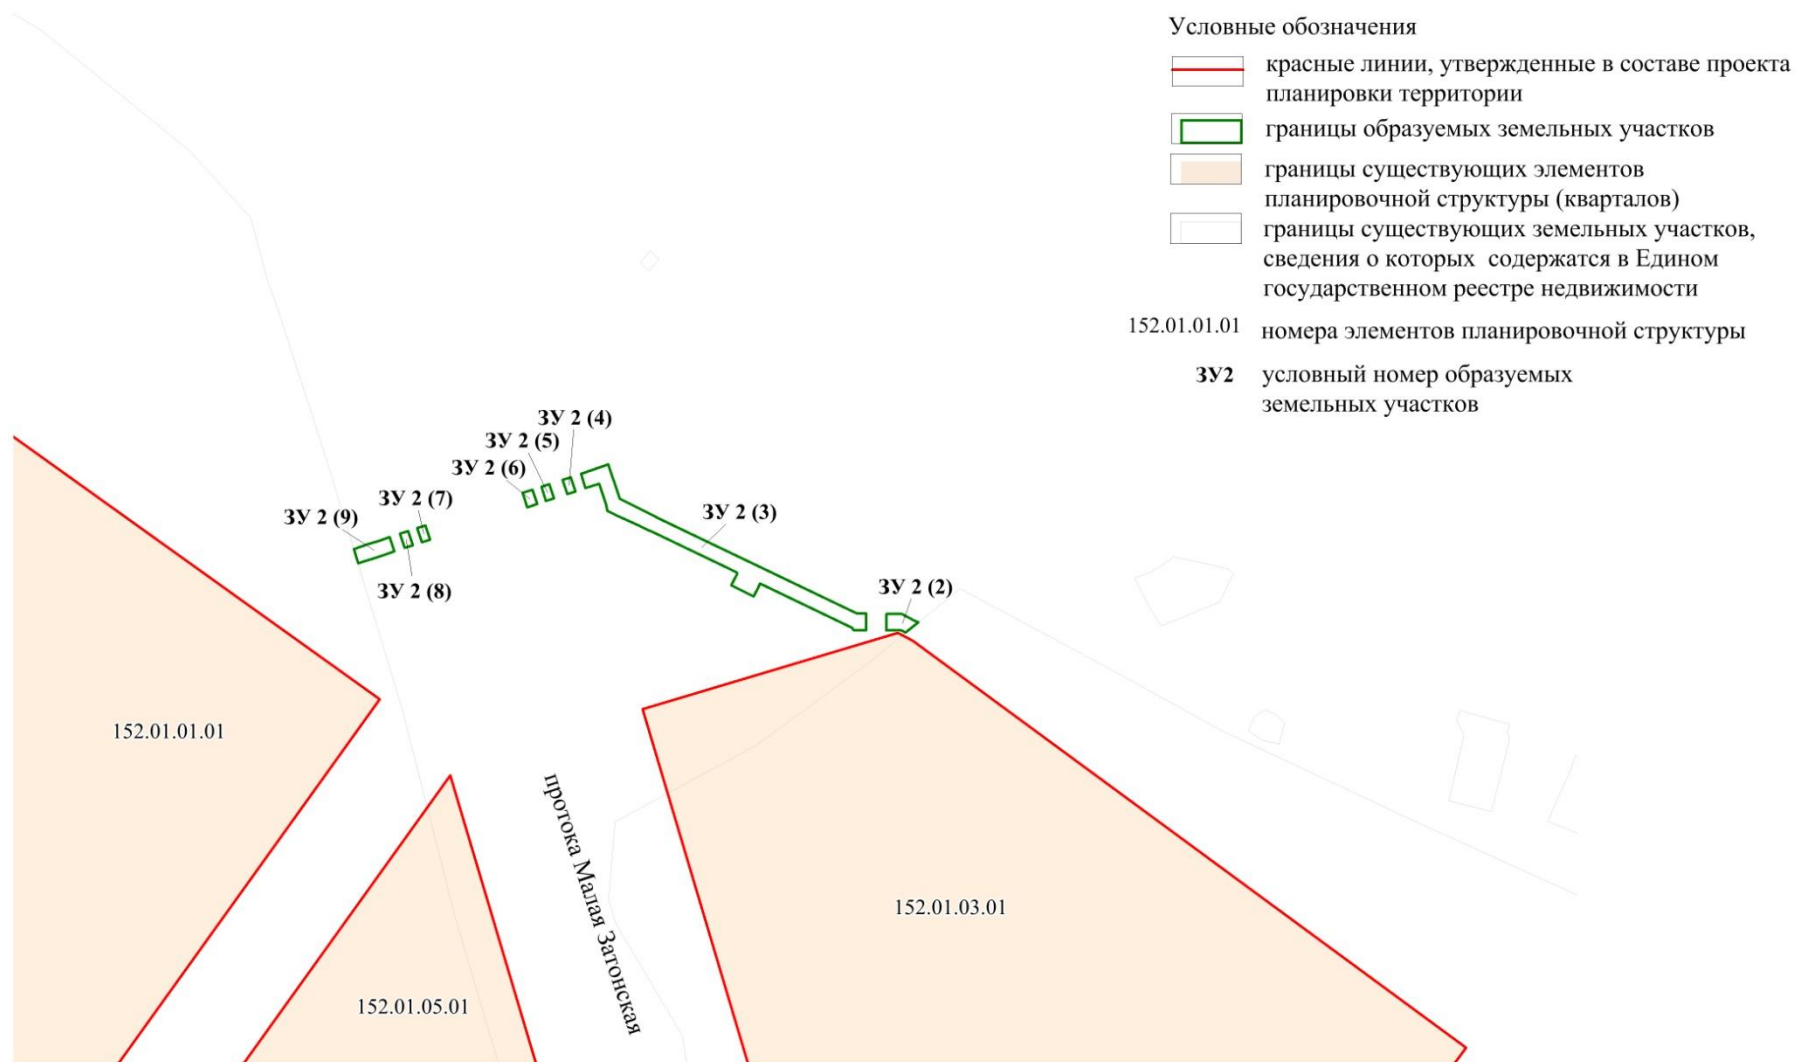 Условные обозначения
красные линии, утвержденные в составе проекта
планировки территории
границы образуемых земельных участков
границы существующих элементов
планировочной структуры (кварталов)
границы существующих земельных участков,
сведения о которых содержатся в Едином
государственном реестре недвижимости
152.01.01.01 номера элементов планировочной структуры
ЗУ2 условный номер образуемых
земельных участков
ЗУ 2 (4)
ЗУ 2 (5)
ЗУ 2 (6)
ЗУ 2 (7)
ЗУ 2 (9)
ЗУ 2 (3)
ЗУ 2 (8)
ЗУ 2 (2)
152.01.01.01
протока Малая Затонская
152.01.03.01
152.01.05.01